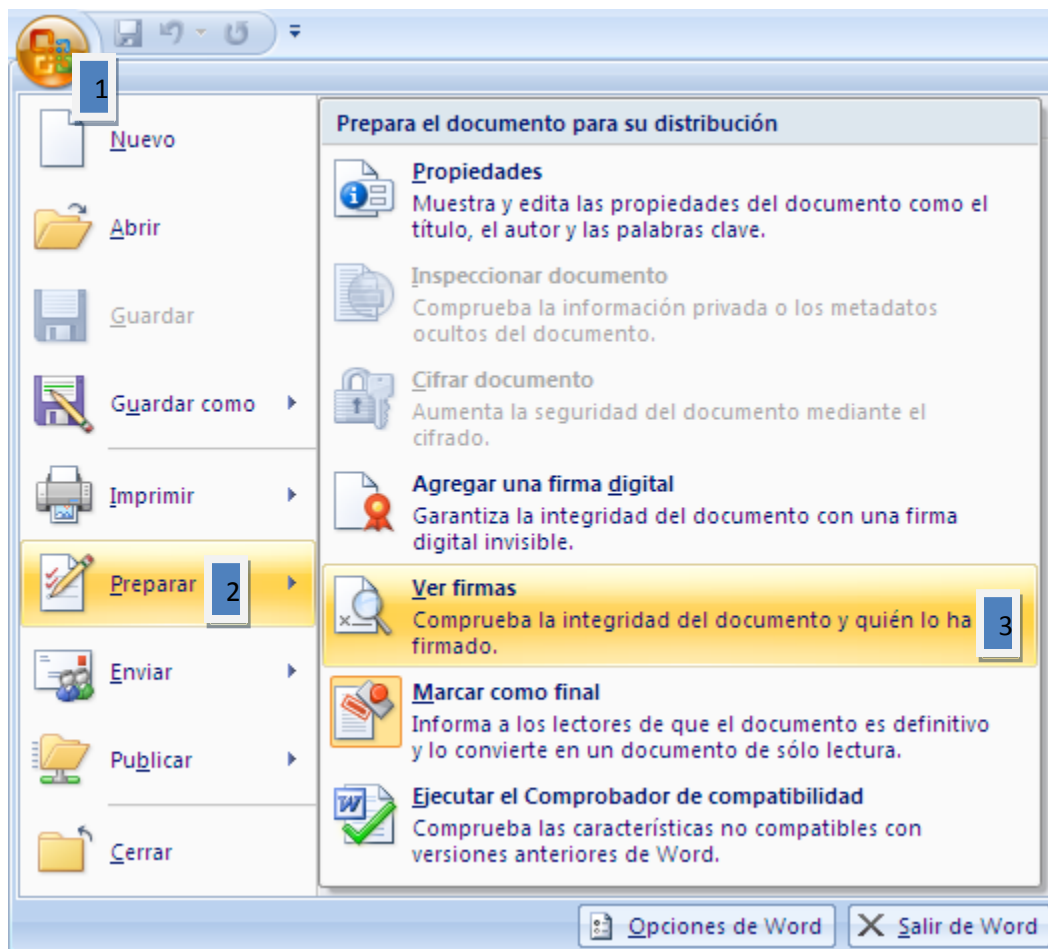 1
Nuevo
Abrir
Guardar
Guardar como
Imprimir
Preparar 2
Enviar
Publicar
Cerrar
Prepara el documento para su distribución
Propiedades
Muestra y edita las propiedades del documento como el
título, el autor y las palabras clave.
Inspeccionar documento
Comprueba la información privada o los metadatos
ocultos del documento.
Cifrar documento
Aumenta la seguridad del documento mediante el
cifrado.
Agregar una firma digital
Garantiza la integridad del documento con una firma
digital invisible.
Ver firmas
Comprueba la integridad del documento y quién lo ha
firmado.
3
Marcar como final
Informa a los lectores de que el documento es definitivo
y lo convierte en un documento de sólo lectura.
Ejecutar el Comprobador de compatibilidad
Comprueba las características no compatibles con
versiones anteriores de Word.
Opciones de Word
Salir de Word